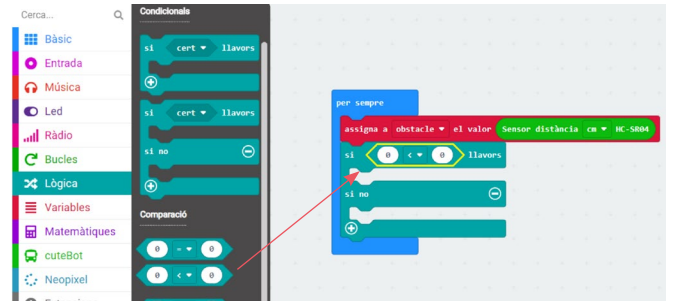 Cerca...
Bàsic
Entrada
Música
Led
Ràdio
Bucles
Lògica
Variables
Matemàtiques
cuteBot
Neopixel
Condicionals
si cert llavors
si cert llavors
si no
Comparació
0 = 0
0 < 0
per sempre
assigna a obstacle el valor Sensor distància cm HC-SR04
si 0 < 0 llavors
si no